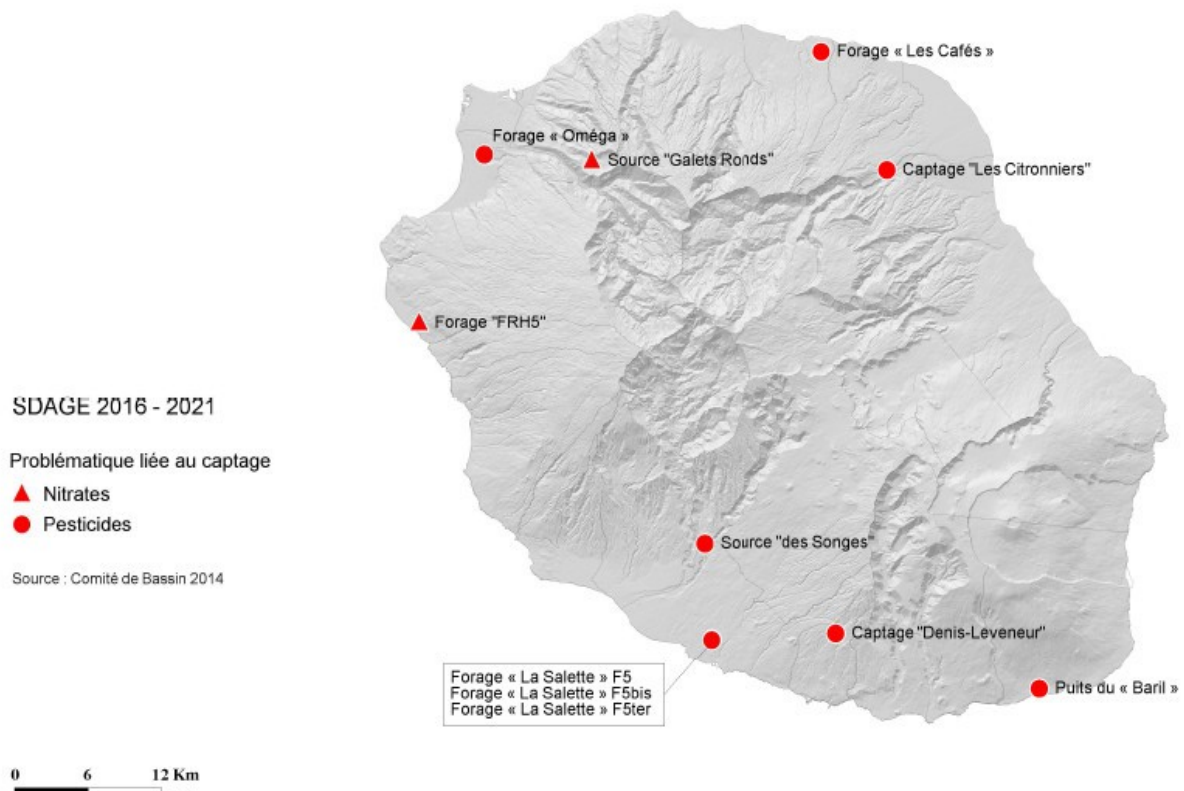 Forage « Les Cafés »
Forage « Oméga »
Source "Galets Ronds"
Captage "Les Citronniers"
Forage "FRH5"
SDAGE 2016 - 2021
Problématique liée au captage
Nitrates
Pesticides
Source : Comité de Bassin 2014
Source "des Songes"
Captage "Denis-Leveneur"
Forage « La Salette » F5
Forage « La Salette » F5bis
Forage « La Salette » F5ter
Puits du « Baril »
0 6 12 Km